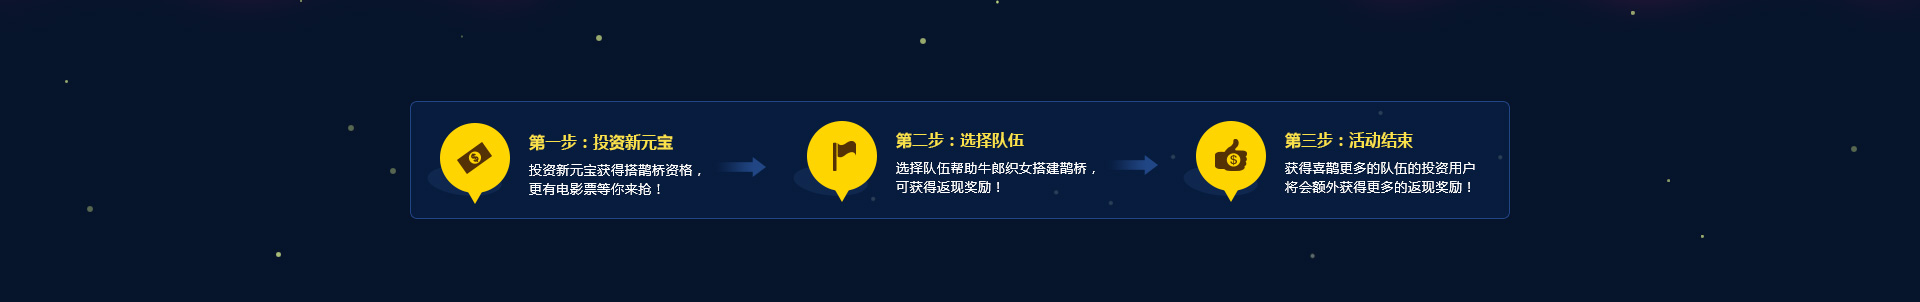 第一步：投资新元宝
投资新元宝获得搭鹊桥资格，
更有电影票等你来抢！
第二步：选择队伍
选择队伍帮助牛郎织女搭建鹊桥，
可获得返现奖励！
第三步：活动结束
获得喜鹊更多的队伍的投资用户
将会额外获得更多的返现奖励！